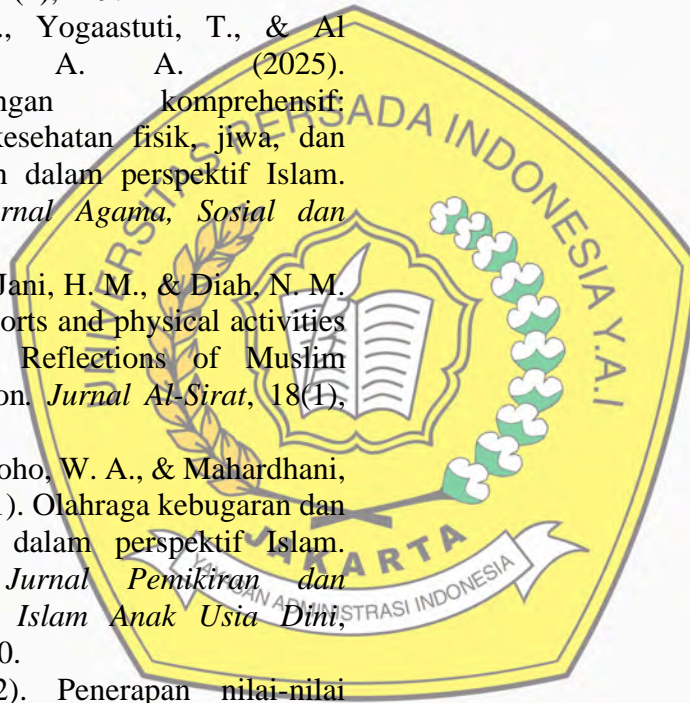 ., Yogaastuti, T., & Al
A. A. (2025).
ngan komprehensif:
kesehatan fisik, jiwa, dan
n dalam perspektif Islam.
rnal Agama, Sosial dan
Jani, H. M., & Diah, N. M.
orts and physical activities
Reflections of Muslim
on. Jurnal Al-Sirat, 18(1),
oho, W. A., & Mahardhani,
1). Olahraga kebugaran dan
dalam perspektif Islam.
Jurnal Pemikiran dan
Islam Anak Usia Dini,
0.
2). Penerapan nilai-nilai
UNIVERSITAS PERSADA INDONESIA Y.A.I
JAKARTA
YAYASAN ADMINISTRASI INDONESIA